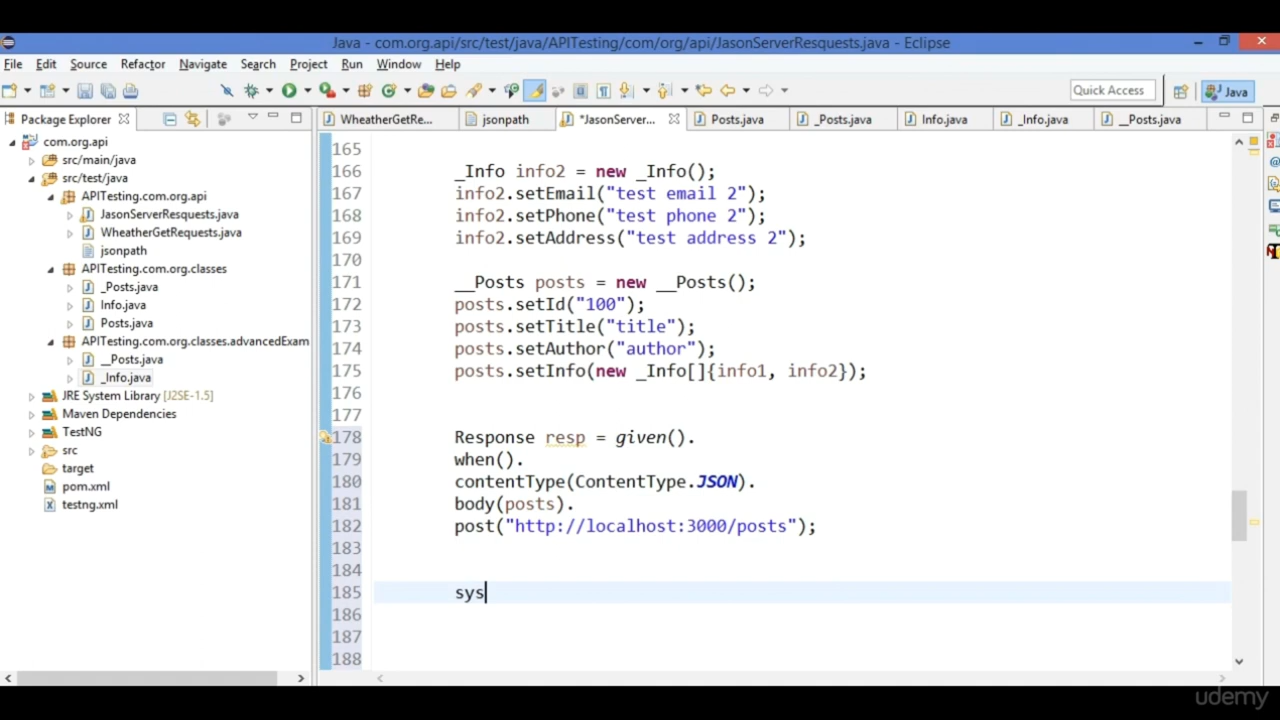 Java - com.org.api/src/test/java/APITesting/com/org/api/JasonServerResquests.java - Eclipse
File Edit Source Refactor Navigate Search Project Run Window Help
Quick Access
Java
Package Explorer
WheatherGetRe...
jsonpath
*JasonServer...
Posts.java
_Posts.java
Info.java
_Info.java
__Posts.java
com.org.api
src/main/java
src/test/java
APITesting.com.org.api
JasonServerResquests.java
WheatherGetRequests.java
jsonpath
APITesting.com.org.classes
_Posts.java
Info.java
Posts.java
APITesting.com.org.classes.advancedExam
__Posts.java
_Info.java
JRE System Library [J2SE-1.5]
Maven Dependencies
TestNG
src
target
pom.xml
testng.xml
165
166 _Info info2 = new _Info();
167 info2.setEmail("test email 2");
168 info2.setPhone("test phone 2");
169 info2.setAddress("test address 2");
170
171 __Posts posts = new __Posts();
172 posts.setId("100");
173 posts.setTitle("title");
174 posts.setAuthor("author");
175 posts.setInfo(new _Info[]{info1, info2});
176
177
178 Response resp = given().
179 when().
180 contentType(ContentType.JSON).
181 body(posts).
182 post("http://localhost:3000/posts");
183
184
185 sys
186
187
188
udemy